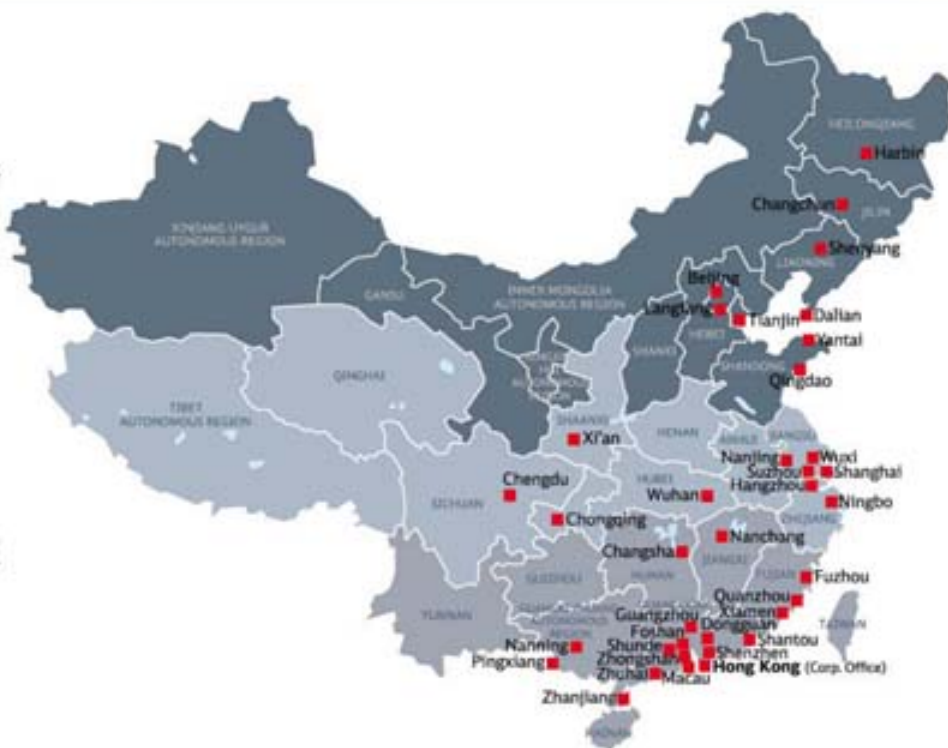 HEILONGJIANG
Harbin
Changchun
JILIN
Shenyang
LIAONING
XINJIANG UYGUR
AUTONOMOUS REGION
GANSU
INNER MONGOLIA
AUTONOMOUS REGION
Beijing
Langfang
Tianjin
HEBEI
Dalian
Yantai
SHANXI
SHANDONG
Qingdao
QINGHAI
TIBET
AUTONOMOUS REGION
SHAANXI
Xi'an
HENAN
ANHUI
JIANGSU
Nanjing
Wuxi
Suzhou
Shanghai
Hangzhou
Ningbo
ZHEJIANG
Chengdu
SICHUAN
HUBEI
Wuhan
Chongqing
Nanchang
Changsha
JIANGXI
HUNAN
GUIZHOU
FUJIAN
Fuzhou
YUNNAN
Quanzhou
Xiamen
TAIWAN
AUTONOMOUS
REGION
Guangzhou
Dongguan
Foshan
Shantou
Nanning
Shunde
Shenzhen
Pingxiang
Zhongshan
Hong Kong (Corp. Office)
Zhuhai
Macau
Zhanjiang
HAINAN